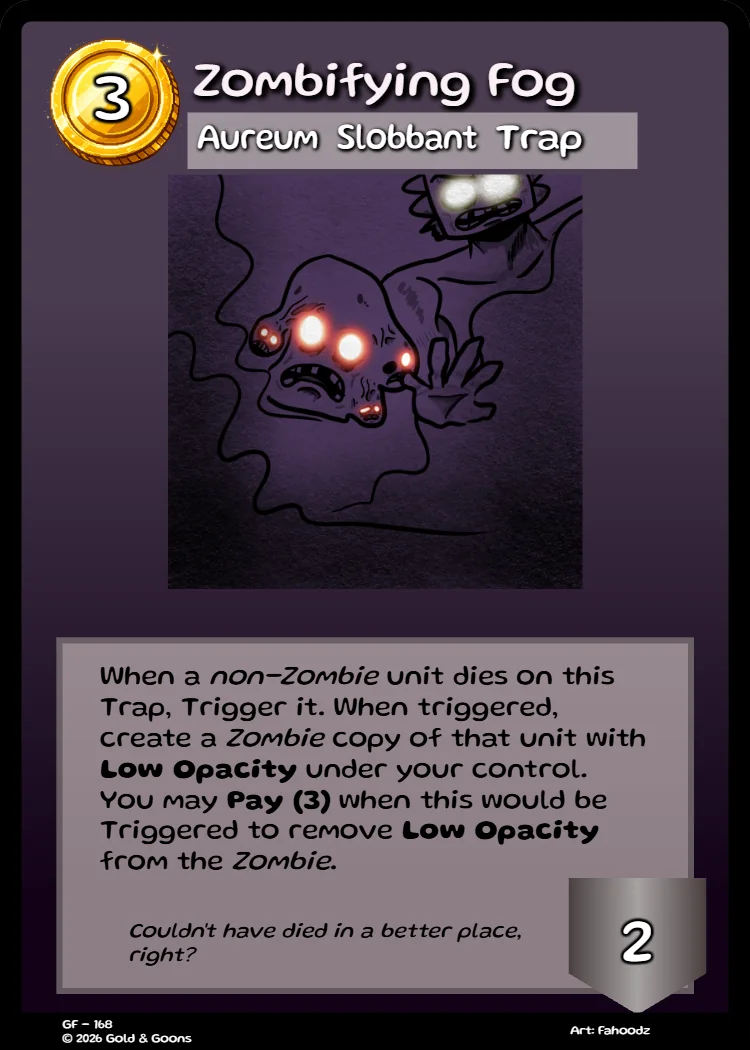 3
Zombifying Fog
Aureum Slobbant Trap
When a non-Zombie unit dies on this
Trap, Trigger it. When triggered,
create a Zombie copy of that unit with
Low Opacity under your control.
You may Pay (3) when this would be
Triggered to remove Low Opacity
from the Zombie.
Couldn't have died in a better place,
right?
2
GF - 168
© 2026 Gold & Goons
Art: Fahoodz